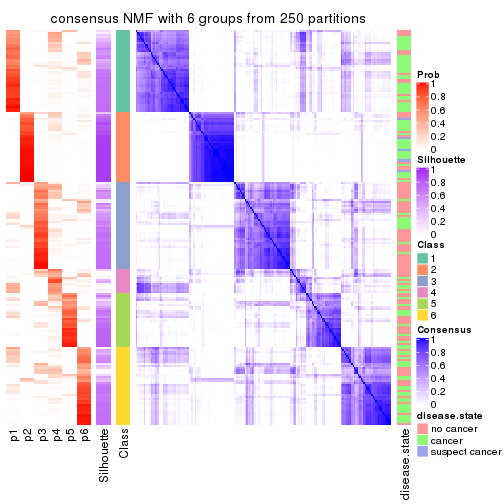 consensus NMF with 6 groups from 250 partitions
Prob
1
0.8
0.6
0.4
0.2
0
Silhouette
1
0.8
0.6
0.4
0.2
0
Class
1
2
3
4
5
6
Consensus
1
0.8
0.6
0.4
0.2
0
disease.state
no cancer
cancer
suspect cancer
p1
p2
p3
p4
p5
p6
Silhouette
Class
disease.state